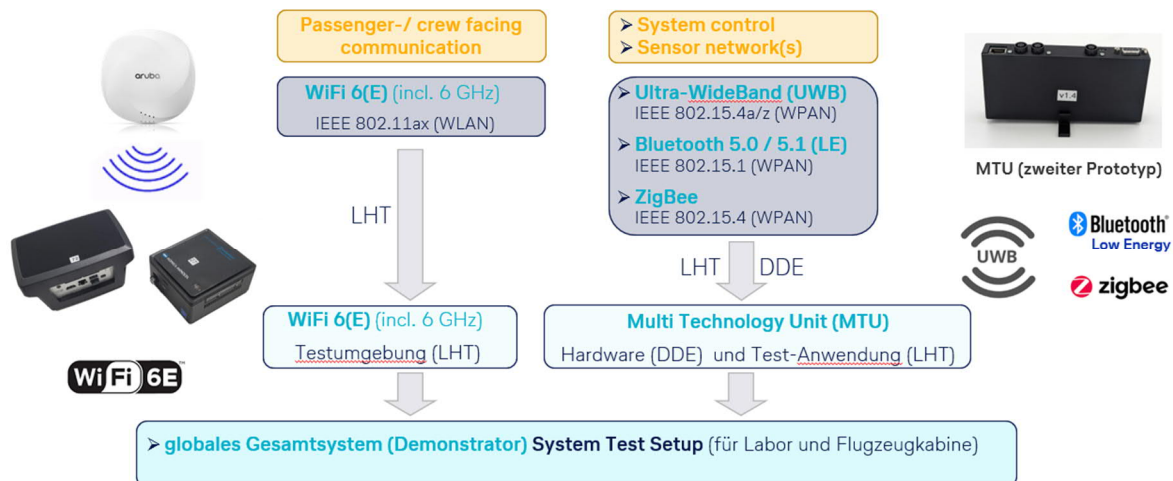 aruba
Passenger-/ crew facing
communication
WiFi 6(E) (incl. 6 GHz)
IEEE 802.11ax (WLAN)
LHT
WiFi 6(E) (incl. 6 GHz)
Testumgebung (LHT)
WiFi 6E
➢ System control
➢ Sensor network(s)
➢ Ultra-WideBand (UWB)
IEEE 802.15.4a/z (WPAN)
➢ Bluetooth 5.0 / 5.1 (LE)
IEEE 802.15.1 (WPAN)
➢ ZigBee
IEEE 802.15.4 (WPAN)
LHT DDE
Multi Technology Unit (MTU)
Hardware (DDE) und Test-Anwendung (LHT)
v1.4
MTU (zweiter Prototyp)
UWB
Bluetooth®
Low Energy
zigbee
➢ globales Gesamtsystem (Demonstrator) System Test Setup (für Labor und Flugzeugkabine)